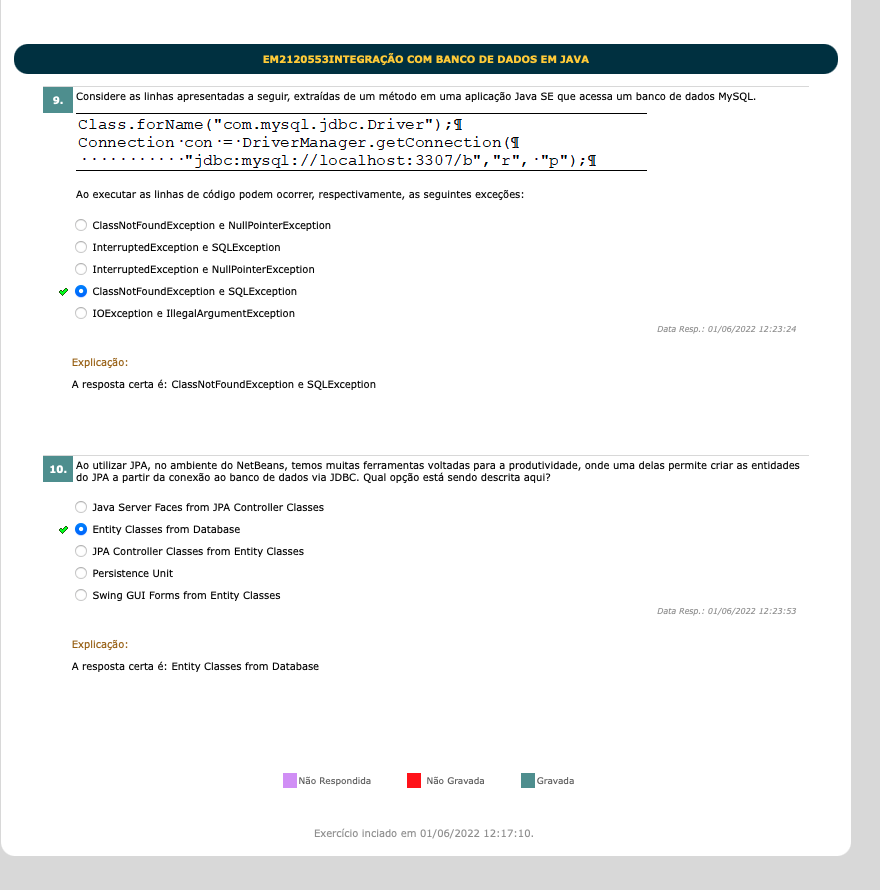 EM2120553INTEGRAÇÃO COM BANCO DE DADOS EM JAVA
9. Considere as linhas apresentadas a seguir, extraídas de um método em uma aplicação Java SE que acessa um banco de dados MySQL.
Class.forName("com.mysql.jdbc.Driver");¶
Connection·con·=·DriverManager.getConnection(¶
···········"jdbc:mysql://localhost:3307/b","r",·"p");¶
Ao executar as linhas de código podem ocorrer, respectivamente, as seguintes exceções:
ClassNotFoundException e NullPointerException
InterruptedException e SQLException
InterruptedException e NullPointerException
ClassNotFoundException e SQLException
IOException e IllegalArgumentException
Data Resp.: 01/06/2022 12:23:24
Explicação:
A resposta certa é: ClassNotFoundException e SQLException
10. Ao utilizar JPA, no ambiente do NetBeans, temos muitas ferramentas voltadas para a produtividade, onde uma delas permite criar as entidades
do JPA a partir da conexão ao banco de dados via JDBC. Qual opção está sendo descrita aqui?
Java Server Faces from JPA Controller Classes
Entity Classes from Database
JPA Controller Classes from Entity Classes
Persistence Unit
Swing GUI Forms from Entity Classes
Data Resp.: 01/06/2022 12:23:53
Explicação:
A resposta certa é: Entity Classes from Database
Não Respondida Não Gravada Gravada
Exercício inciado em 01/06/2022 12:17:10.